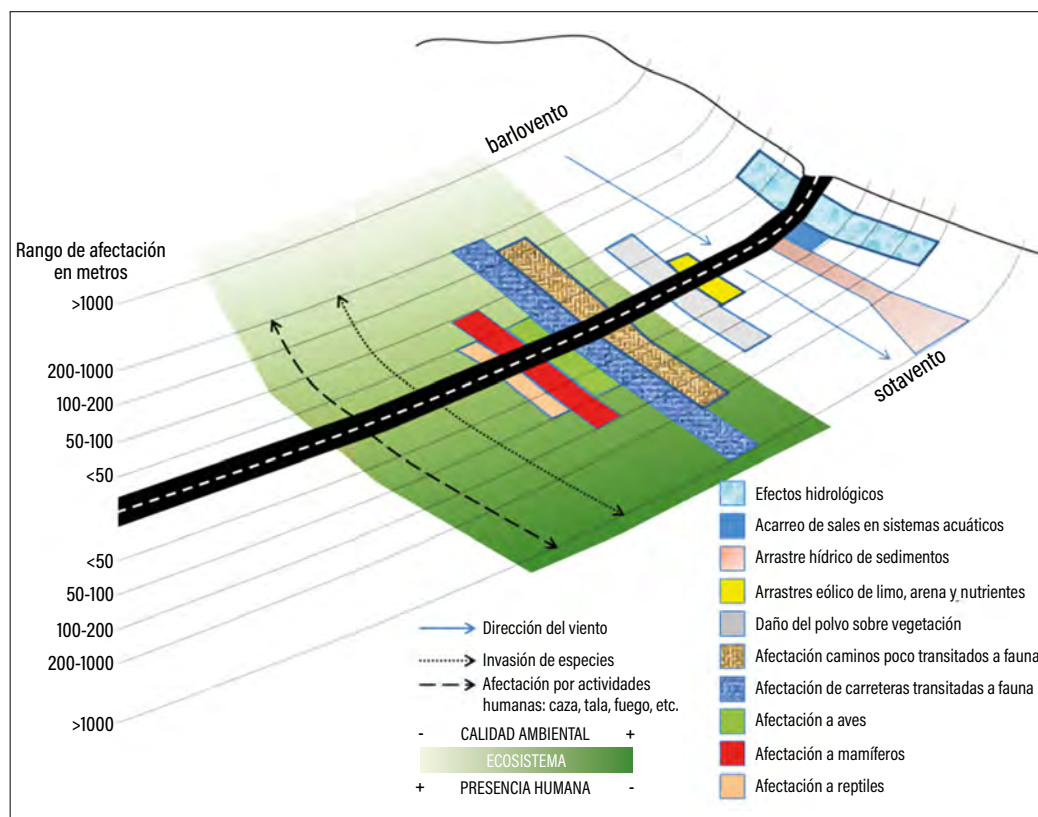 barlovento
Rango de afectación
en metros
>1000
200-1000
100-200
50-100
<50
<50
50-100
100-200
200-1000
>1000
sotavento
Dirección del viento
Invasión de especies
Afectación por actividades
humanas: caza, tala, fuego, etc.
- CALIDAD AMBIENTAL +
ECOSISTEMA
+ PRESENCIA HUMANA -
Efectos hidrológicos
Acarreo de sales en sistemas acuáticos
Arrastre hídrico de sedimentos
Arrastres eólico de limo, arena y nutrientes
Daño del polvo sobre vegetación
Afectación caminos poco transitados a fauna
Afectación de carreteras transitadas a fauna
Afectación a aves
Afectación a mamíferos
Afectación a reptiles